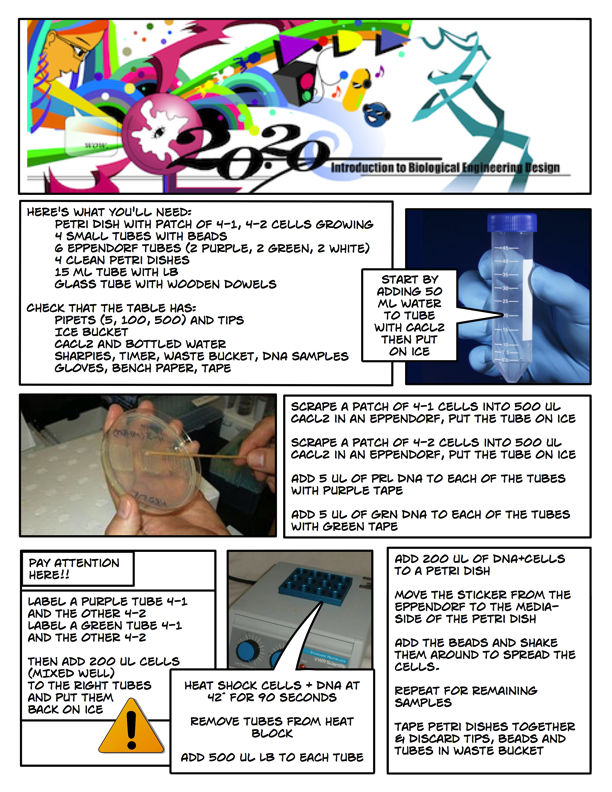 WOW.
20.20
Introduction to Biological Engineering Design
HERE'S WHAT YOU'LL NEED:
PETRI DISH WITH PATCH OF 4-1, 4-2 CELLS GROWING
4 SMALL TUBES WITH BEADS
6 EPPENDORF TUBES (2 PURPLE, 2 GREEN, 2 WHITE)
4 CLEAN PETRI DISHES
15 ML TUBE WITH LB
GLASS TUBE WITH WOODEN DOWELS
CHECK THAT THE TABLE HAS:
PIPETS (5, 100, 500) AND TIPS
ICE BUCKET
CACL2 AND BOTTLED WATER
SHARPIES, TIMER, WASTE BUCKET, DNA SAMPLES
GLOVES, BENCH PAPER, TAPE
START BY
ADDING 50
ML WATER
TO TUBE
WITH CACL2
THEN PUT
ON ICE
SCRAPE A PATCH OF 4-1 CELLS INTO 500 UL
CACL2 IN AN EPPENDORF, PUT THE TUBE ON ICE
SCRAPE A PATCH OF 4-2 CELLS INTO 500 UL
CACL2 IN AN EPPENDORF, PUT THE TUBE ON ICE
ADD 5 UL OF PRL DNA TO EACH OF THE TUBES
WITH PURPLE TAPE
ADD 5 UL OF GRN DNA TO EACH OF THE TUBES
WITH GREEN TAPE
PAY ATTENTION
HERE!!
LABEL A PURPLE TUBE 4-1
AND THE OTHER 4-2
LABEL A GREEN TUBE 4-1
AND THE OTHER 4-2
THEN ADD 200 UL CELLS
(MIXED WELL)
TO THE RIGHT TUBES
AND PUT THEM
BACK ON ICE
HEAT SHOCK CELLS + DNA AT
42° FOR 90 SECONDS
REMOVE TUBES FROM HEAT
BLOCK
ADD 500 UL LB TO EACH TUBE
ADD 200 UL OF DNA+CELLS
TO A PETRI DISH
MOVE THE STICKER FROM THE
EPPENDORF TO THE MEDIA-
SIDE OF THE PETRI DISH
ADD THE BEADS AND SHAKE
THEM AROUND TO SPREAD THE
CELLS.
REPEAT FOR REMAINING
SAMPLES
TAPE PETRI DISHES TOGETHER
& DISCARD TIPS, BEADS AND
TUBES IN WASTE BUCKET